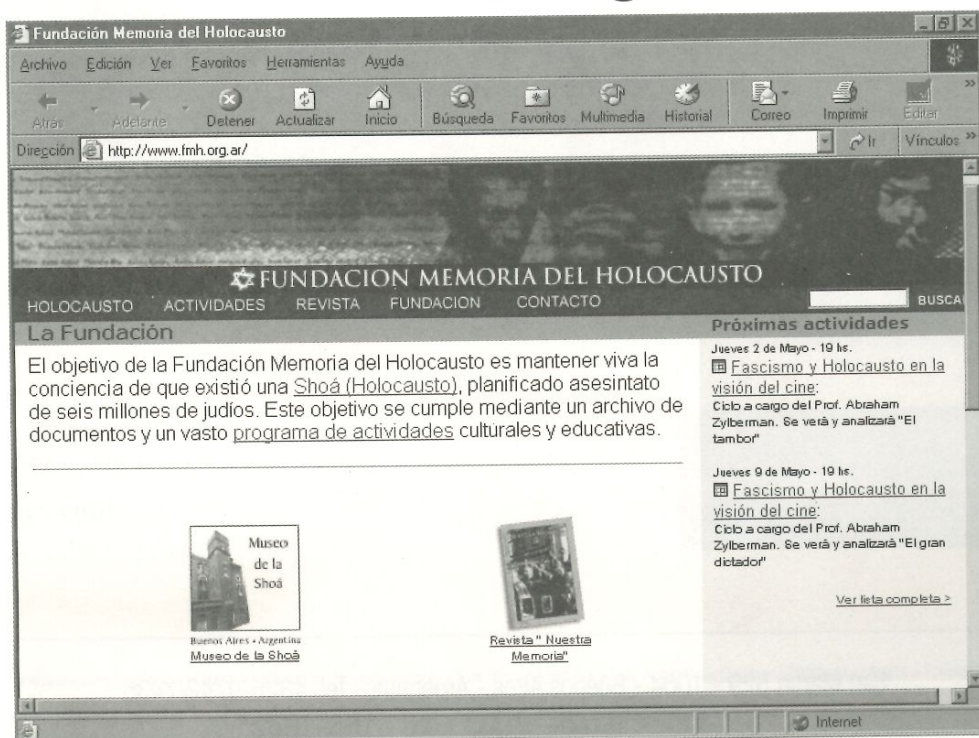 Fundación Memoria del Holocausto
Archivo Edición Ver Favoritos Herramientas Ayuda
Atrás Adelante Detener Actualizar Inicio Búsqueda Favoritos Multimedia Historial Correo Imprimir Editar
Dirección http://www.fmh.org.ar/ Ir Vínculos
FUNDACION MEMORIA DEL HOLOCAUSTO
HOLOCAUSTO ACTIVIDADES REVISTA FUNDACION CONTACTO BUSCA
La Fundación
El objetivo de la Fundación Memoria del Holocausto es mantener viva la
conciencia de que existió una Shoá (Holocausto), planificado asesintato
de seis millones de judíos. Este objetivo se cumple mediante un archivo de
documentos y un vasto programa de actividades culturales y educativas.
Museo
de la
Shoá
Buenos Aires • Argentina
Museo de la Shoá
Revista " Nuestra
Memoria"
Próximas actividades
Jueves 2 de Mayo - 19 hs.
Fascismo y Holocausto en la
visión del cine:
Ciclo a cargo del Prof. Abraham
Zylberman. Se verá y analizará "El
tambor"
Jueves 9 de Mayo - 19 hs.
Fascismo y Holocausto en la
visión del cine:
Ciclo a cargo del Prof. Abraham
Zylberman. Se verá y analizará "El gran
dictador"
Ver lista completa >
Internet